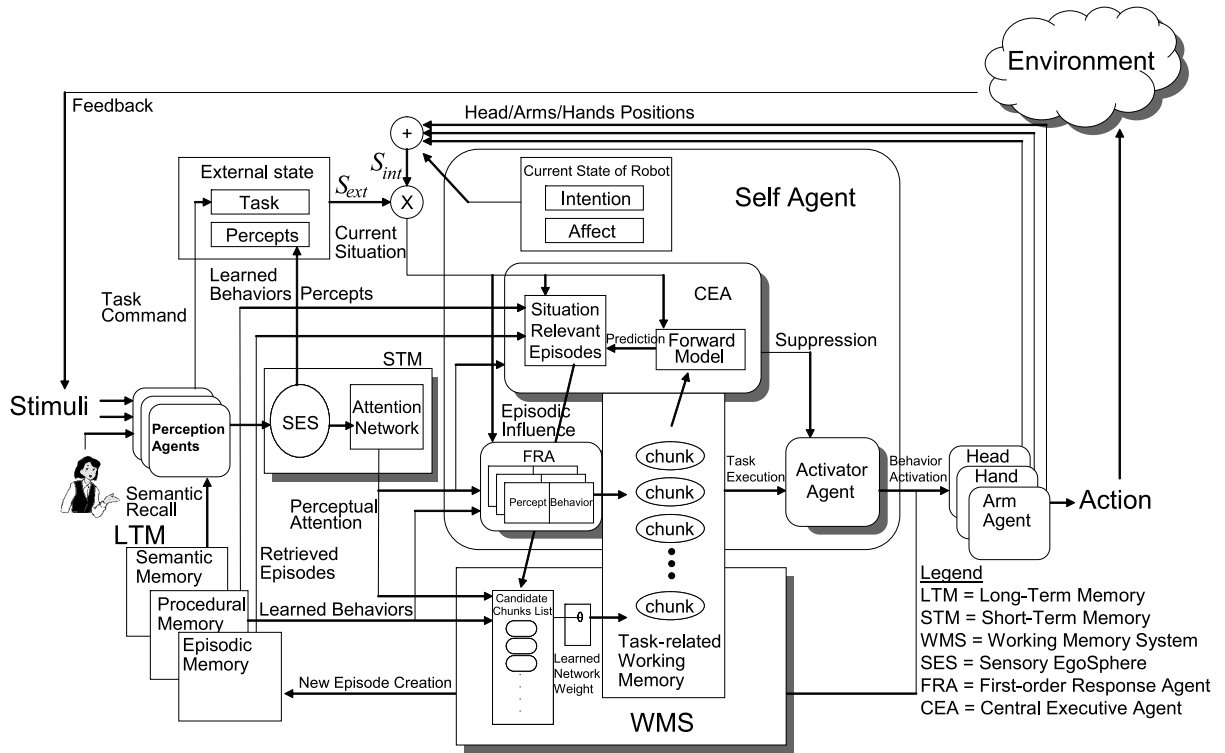 Environment
Feedback
Head/Arms/Hands Positions
+
S_int
External state
S_ext
X
Task
Percepts
Current State of Robot
Intention
Affect
Self Agent
Current
Situation
Learned
Behaviors
Percepts
Task
Command
CEA
Situation
Relevant
Episodes
Prediction
Forward
Model
Suppression
STM
Stimuli
Perception
Agents
SES
Attention
Network
Episodic
Influence
FRA
Percept
Behavior
chunk
chunk
chunk
chunk
Task
Execution
Activator
Agent
Behavior
Activation
Head
Hand
Arm
Agent
Action
Semantic
Recall
LTM
Perceptual
Attention
Semantic
Memory
Procedural
Memory
Episodic
Memory
Retrieved
Episodes
Learned Behaviors
New Episode Creation
Candidate
Chunks List
θ
Learned
Network
Weight
Task-related
Working
Memory
WMS
Legend
LTM = Long-Term Memory
STM = Short-Term Memory
WMS = Working Memory System
SES = Sensory EgoSphere
FRA = First-order Response Agent
CEA = Central Executive Agent